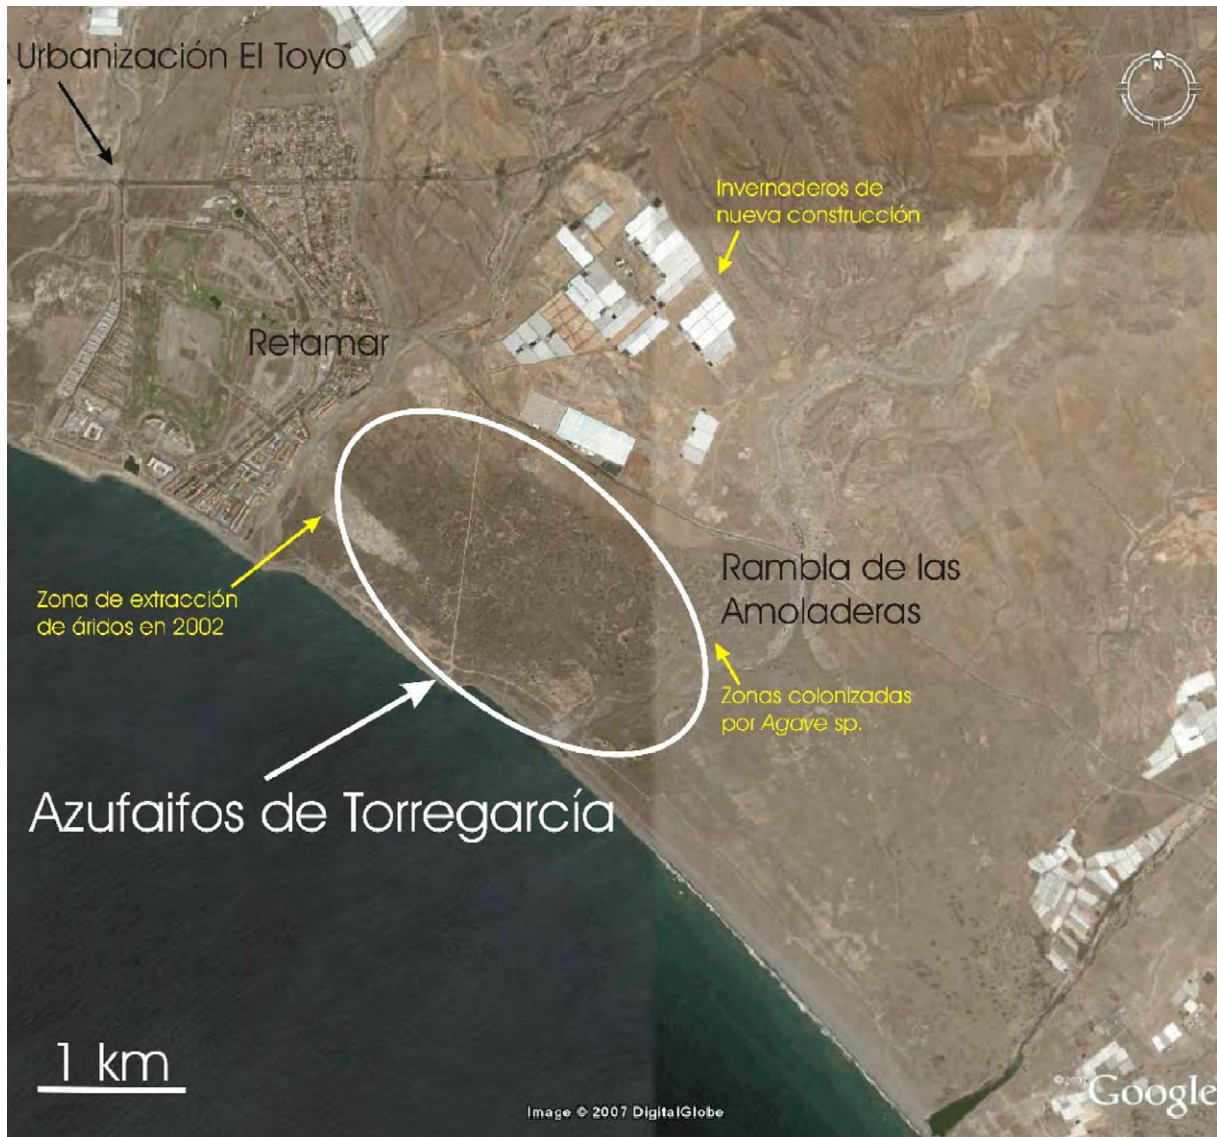 Urbanización El Toyo
N
Invernaderos de
nueva construcción
Retamar
Zona de extracción
de áridos en 2002
Rambla de las
Amoladeras
Zonas colonizadas
por Agave sp.
Azufaifos de Torregarcía
1 km
© 2007 Google
Image © 2007 DigitalGlobe